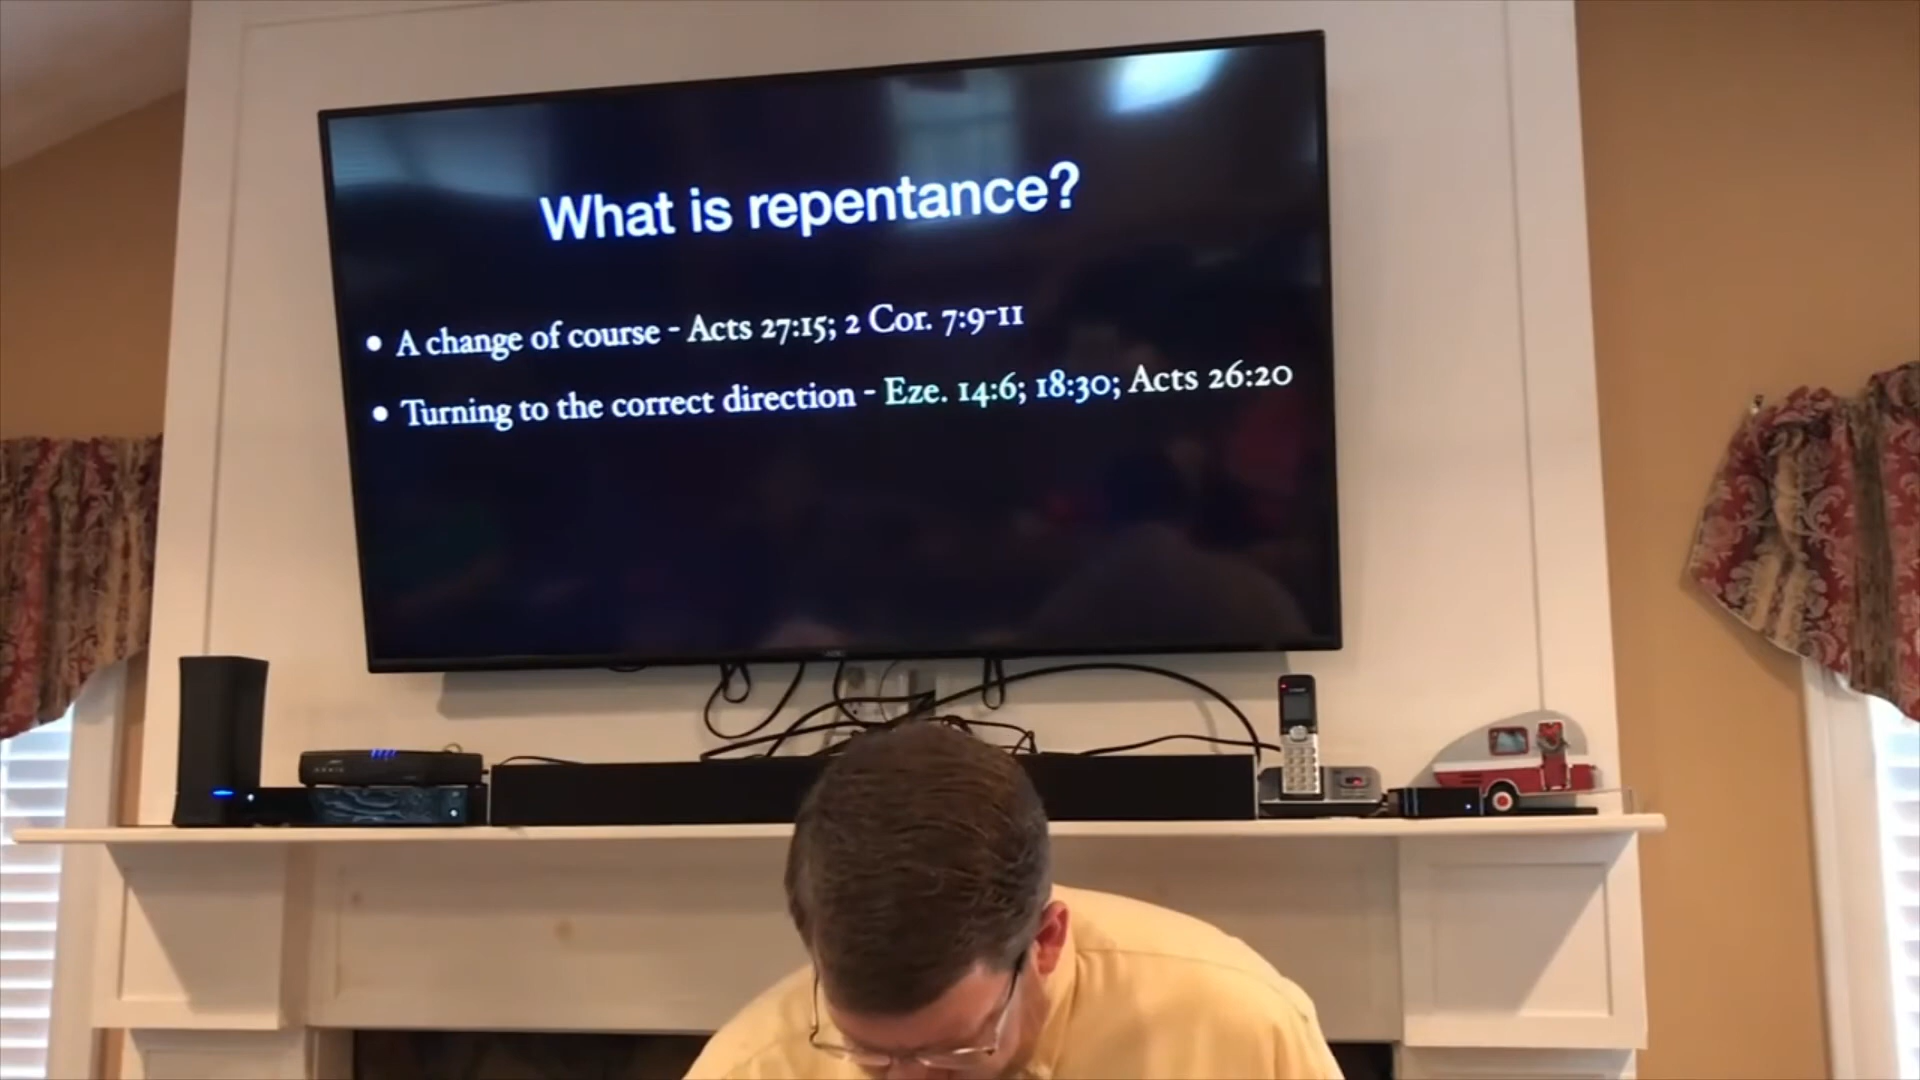 What is repentance?
• A change of course - Acts 27:15; 2 Cor. 7:9-11
• Turning to the correct direction - Eze. 14:6; 18:30; Acts 26:20